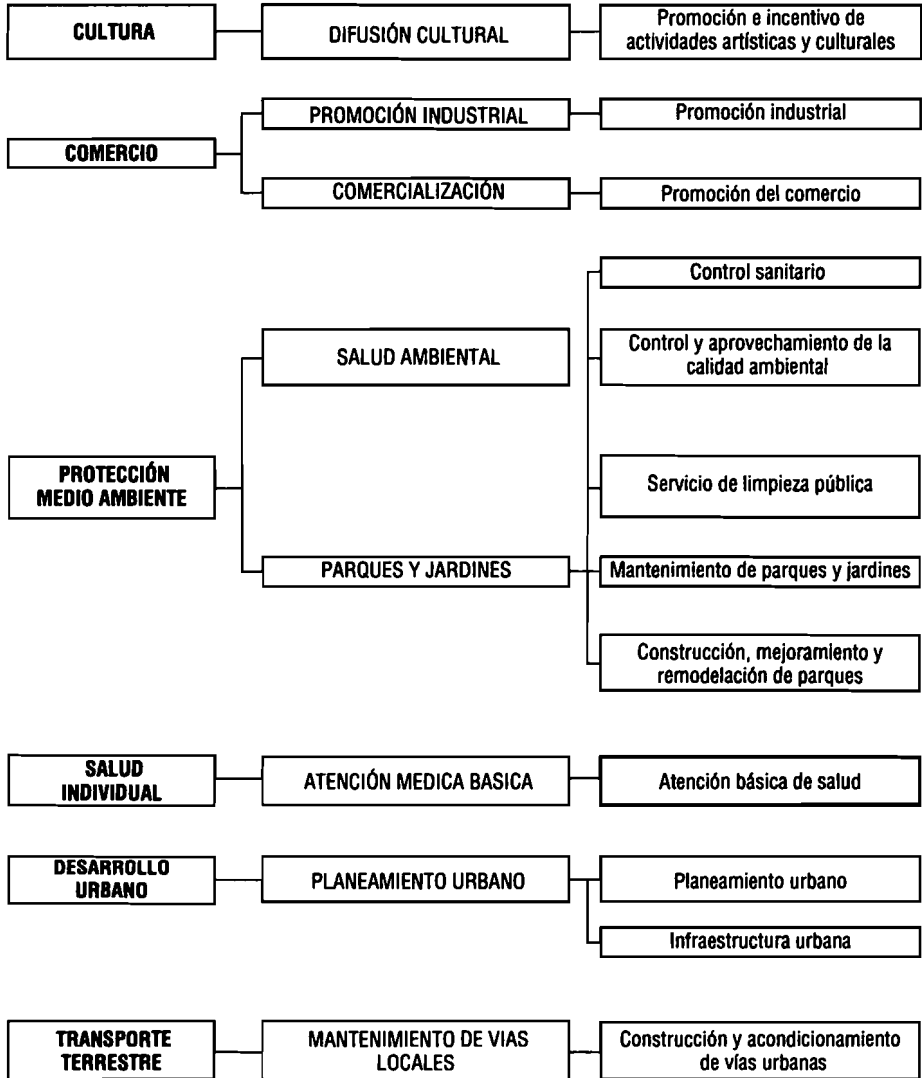 CULTURA
DIFUSIÓN CULTURAL
Promoción e incentivo de
actividades artísticas y culturales
COMERCIO
PROMOCIÓN INDUSTRIAL
Promoción industrial
COMERCIALIZACIÓN
Promoción del comercio
PROTECCIÓN
MEDIO AMBIENTE
SALUD AMBIENTAL
Control sanitario
Control y aprovechamiento de la
calidad ambiental
Servicio de limpieza pública
PARQUES Y JARDINES
Mantenimiento de parques y jardines
Construcción, mejoramiento y
remodelación de parques
SALUD
INDIVIDUAL
ATENCIÓN MEDICA BASICA
Atención básica de salud
DESARROLLO
URBANO
PLANEAMIENTO URBANO
Planeamiento urbano
Infraestructura urbana
TRANSPORTE
TERRESTRE
MANTENIMIENTO DE VIAS
LOCALES
Construcción y acondicionamiento
de vías urbanas